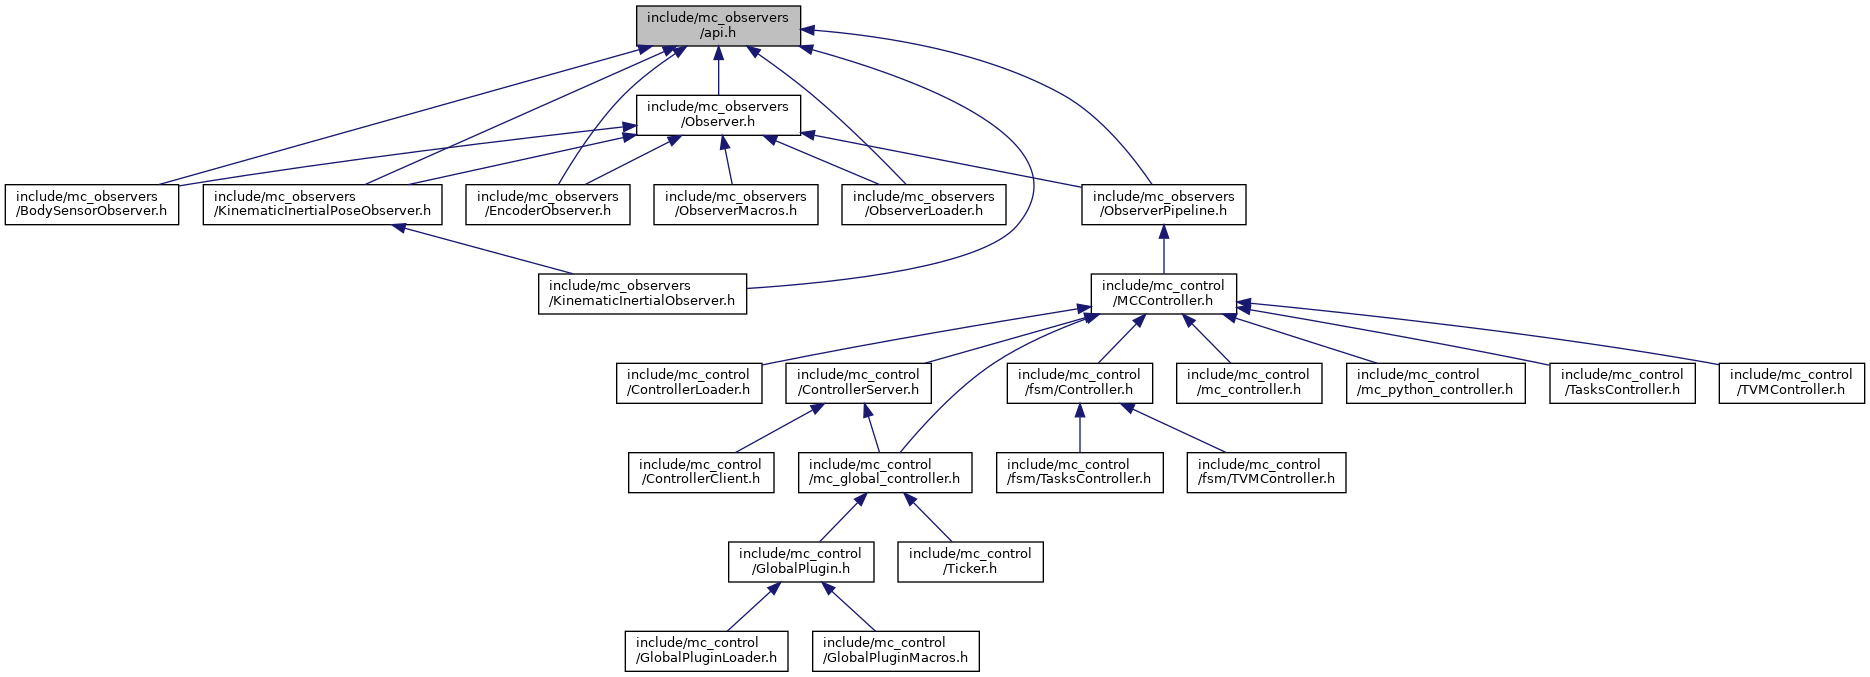 include/mc_observers
/api.h
include/mc_observers
/Observer.h
include/mc_observers
/BodySensorObserver.h
include/mc_observers
/KinematicInertialPoseObserver.h
include/mc_observers
/EncoderObserver.h
include/mc_observers
/ObserverMacros.h
include/mc_observers
/ObserverLoader.h
include/mc_observers
/ObserverPipeline.h
include/mc_observers
/KinematicInertialObserver.h
include/mc_control
/MCController.h
include/mc_control
/ControllerLoader.h
include/mc_control
/ControllerServer.h
include/mc_control
/fsm/Controller.h
include/mc_control
/mc_controller.h
include/mc_control
/mc_python_controller.h
include/mc_control
/TasksController.h
include/mc_control
/TVMController.h
include/mc_control
/ControllerClient.h
include/mc_control
/mc_global_controller.h
include/mc_control
/fsm/TasksController.h
include/mc_control
/fsm/TVMController.h
include/mc_control
/GlobalPlugin.h
include/mc_control
/Ticker.h
include/mc_control
/GlobalPluginLoader.h
include/mc_control
/GlobalPluginMacros.h